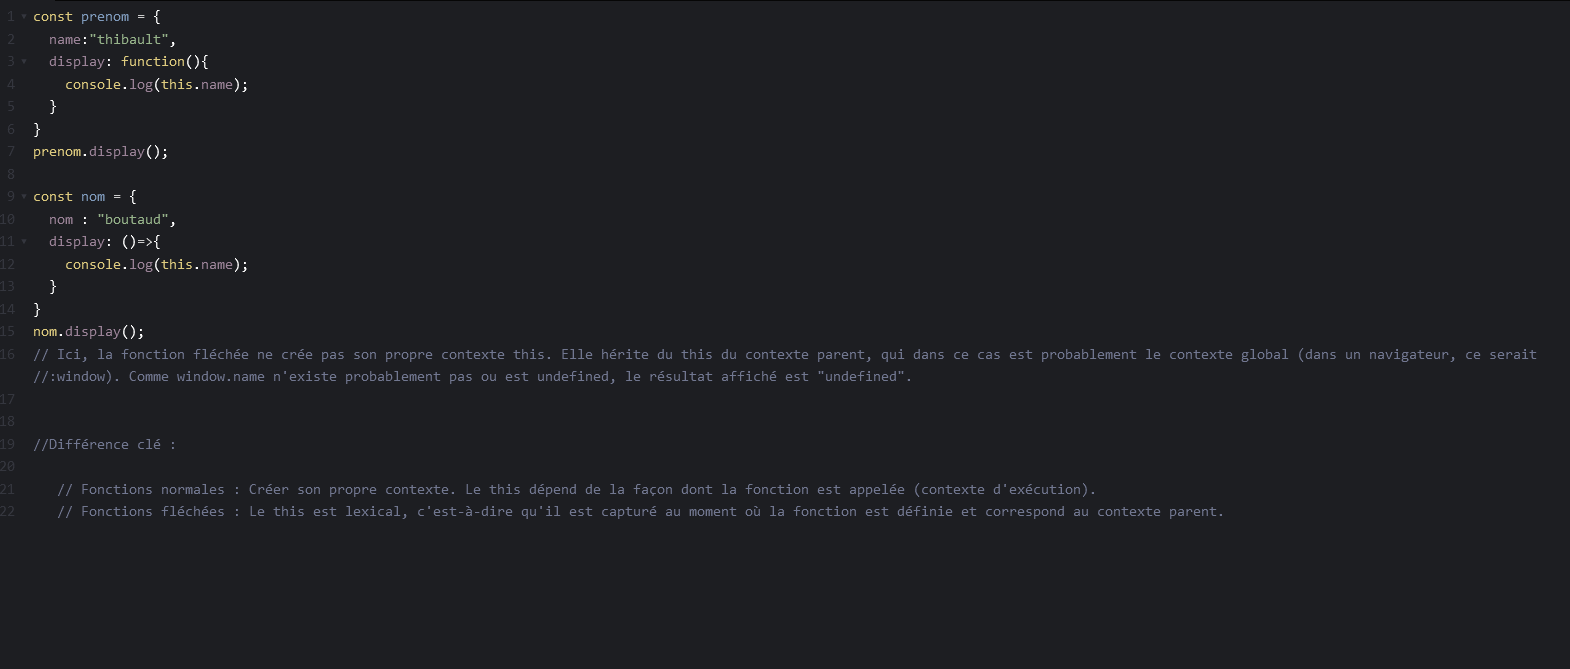 1 const prenom = {
2 name:"thibault",
3 display: function(){
4 console.log(this.name);
5 }
6 }
7 prenom.display();
8
9 const nom = {
10 nom : "boutaud",
11 display: ()=>{
12 console.log(this.name);
13 }
14 }
15 nom.display();
16 // Ici, la fonction fléchée ne crée pas son propre contexte this. Elle hérite du this du contexte parent, qui dans ce cas est probablement le contexte global (dans un navigateur, ce serait
//:window). Comme window.name n'existe probablement pas ou est undefined, le résultat affiché est "undefined".
17
18
19 //Différence clé :
20
21 // Fonctions normales : Créer son propre contexte. Le this dépend de la façon dont la fonction est appelée (contexte d'exécution).
22 // Fonctions fléchées : Le this est lexical, c'est-à-dire qu'il est capturé au moment où la fonction est définie et correspond au contexte parent.